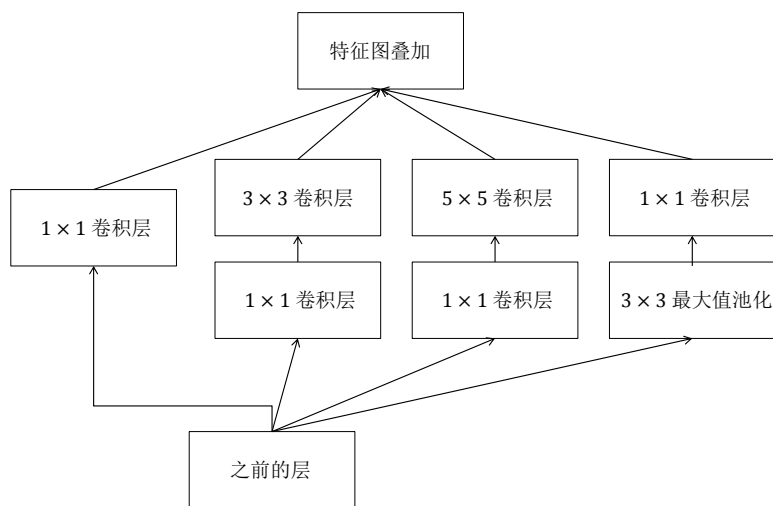 特征图叠加
3 × 3 卷积层
5 × 5 卷积层
1 × 1 卷积层
1 × 1 卷积层
1 × 1 卷积层
1 × 1 卷积层
3 × 3 最大值池化
之前的层